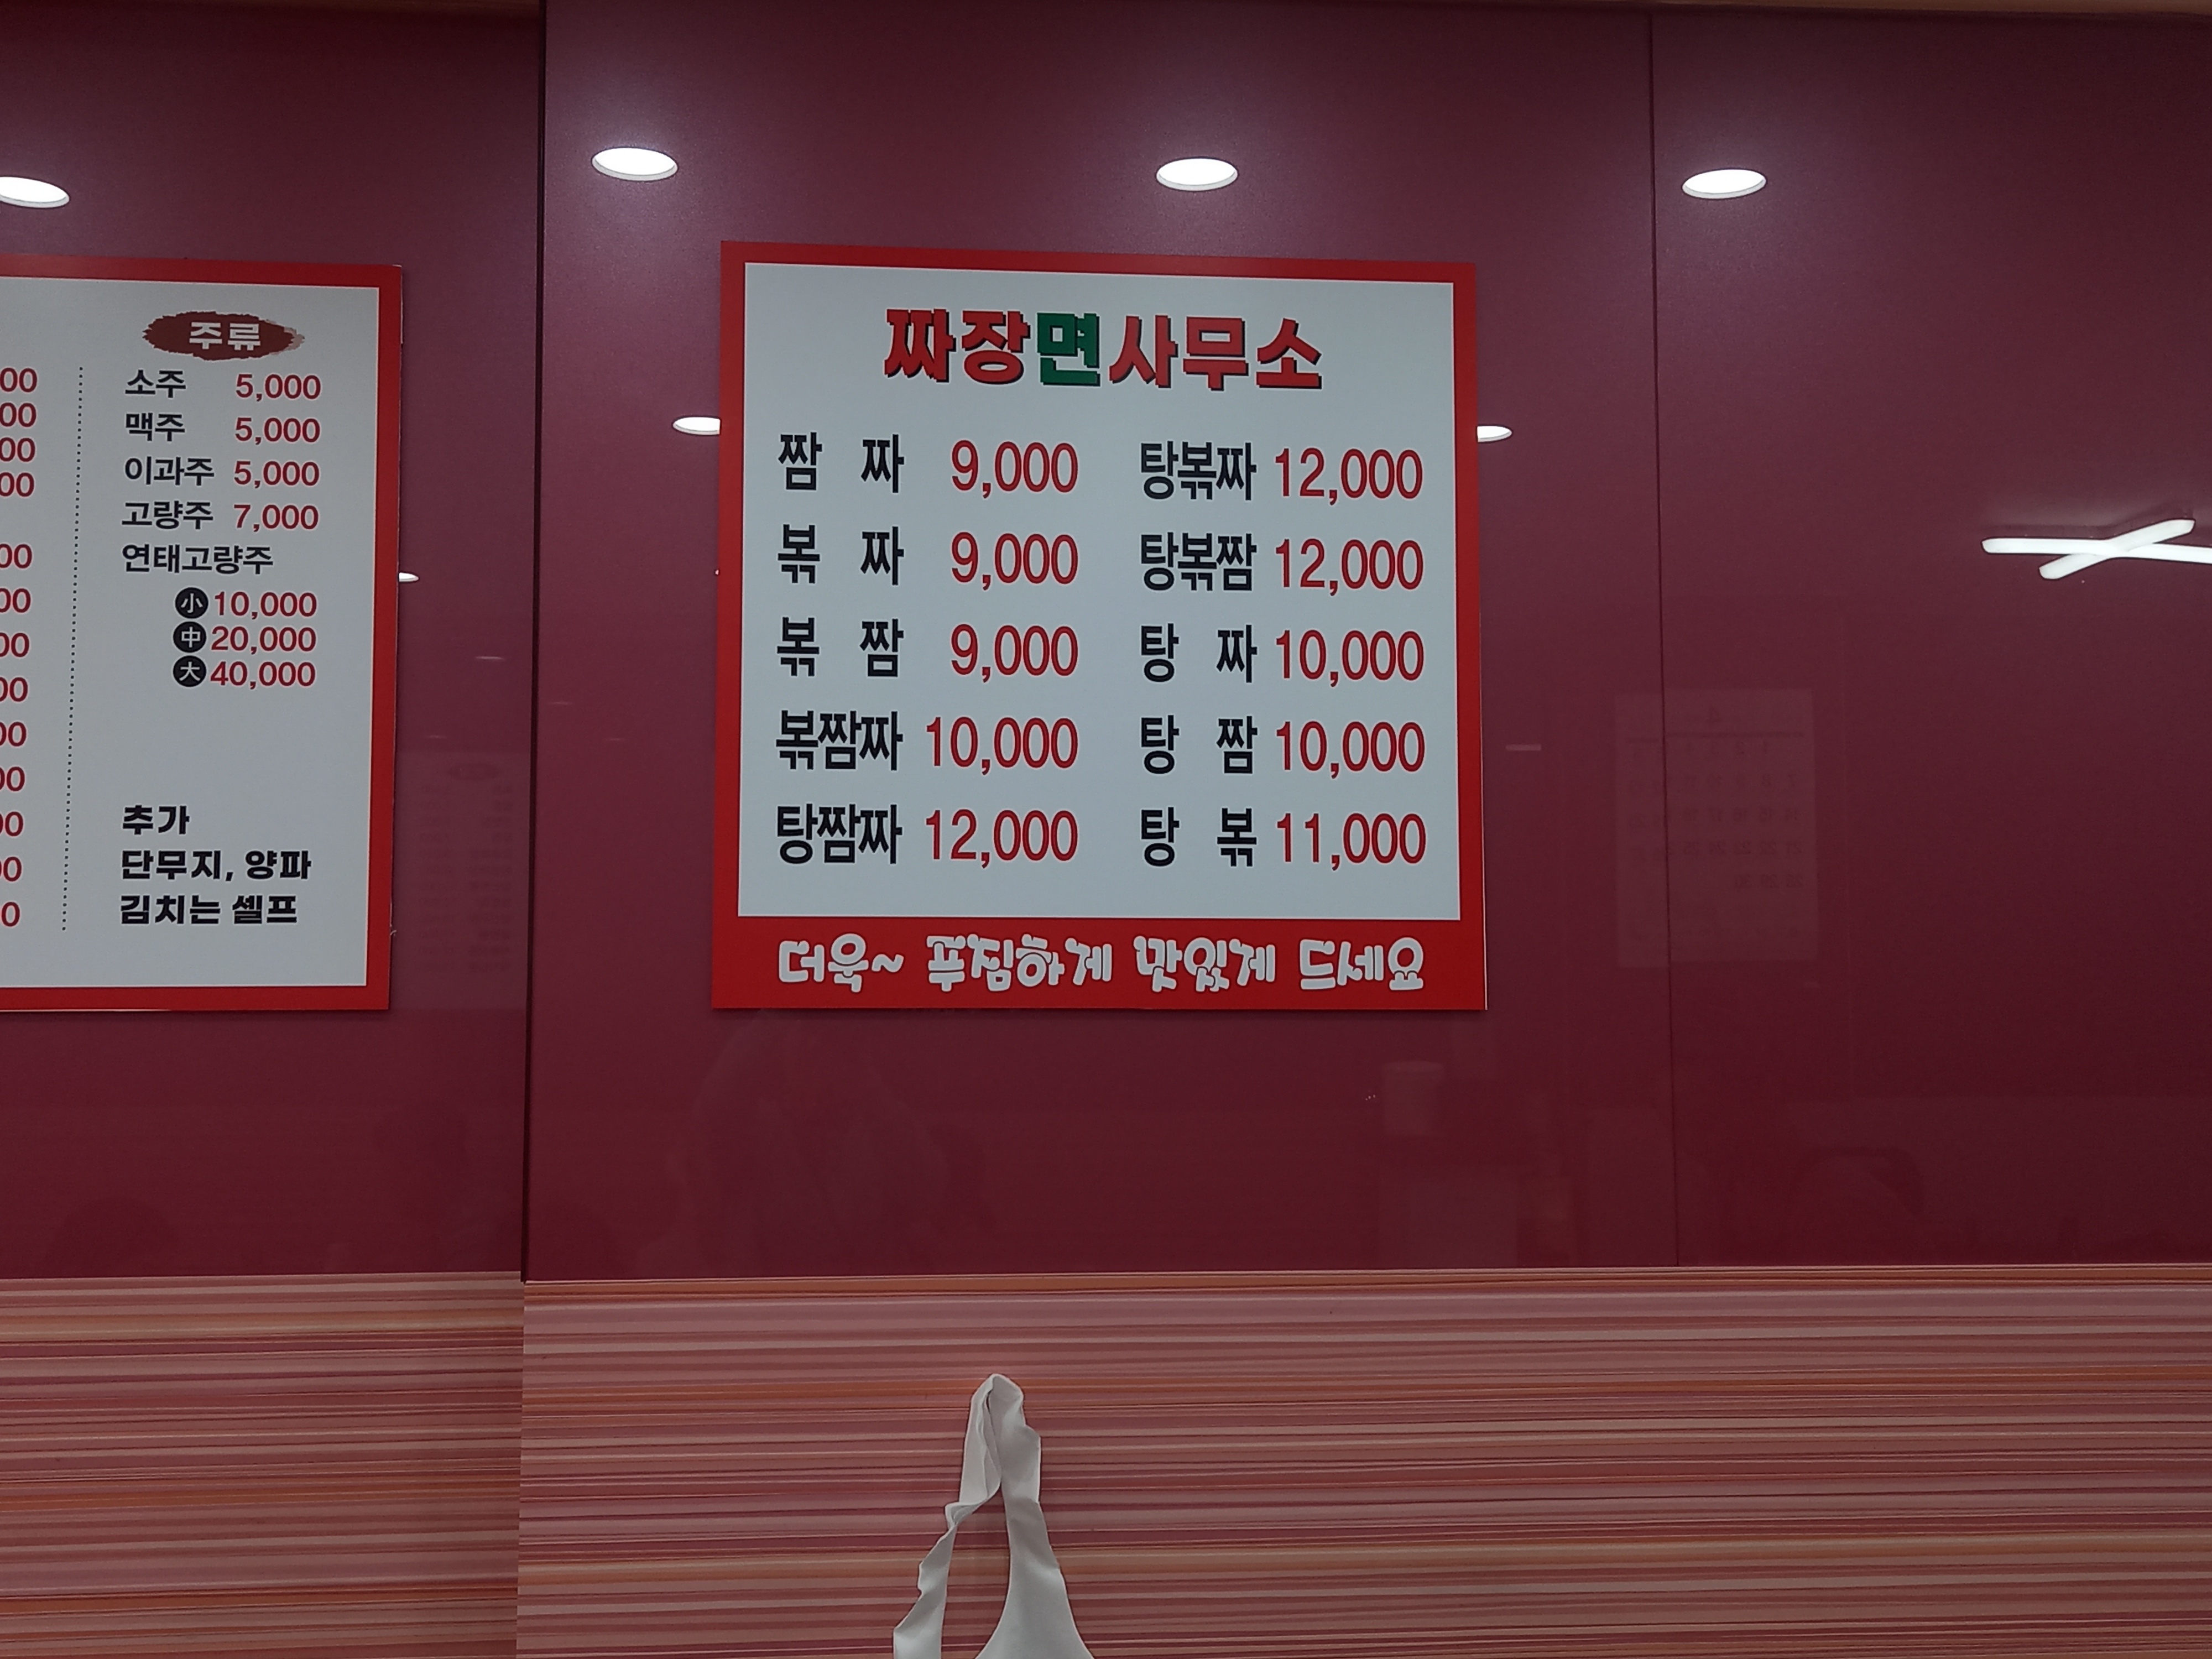 주류
소주 5,000
맥주 5,000
이과주 5,000
고량주 7,000
연태고량주
小 10,000
中 20,000
大 40,000
추가
단무지, 양파
김치는 셀프
짜장면사무소
짬 짜 9,000 탕볶짜 12,000
볶 짜 9,000 탕볶짬 12,000
볶 짬 9,000 탕 짜 10,000
볶짬짜 10,000 탕 짬 10,000
탕짬짜 12,000 탕 볶 11,000
더욱~ 푸짐하게 맛있게 드세요